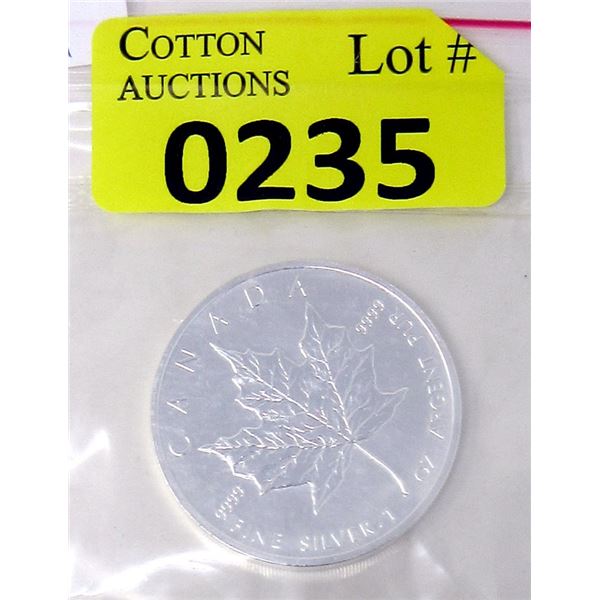 COTTON
AUCTIONS
Lot #
0235
CANADA
9999
9999
FINE SILVER 1 OZ ARGENT PUR